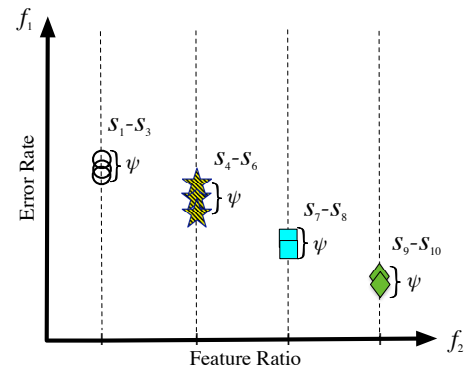 f₁
S₁-S₃
ψ
S₄-S₆
ψ
S₇-S₈
ψ
S₉-S₁₀
ψ
Error Rate
f₂
Feature Ratio